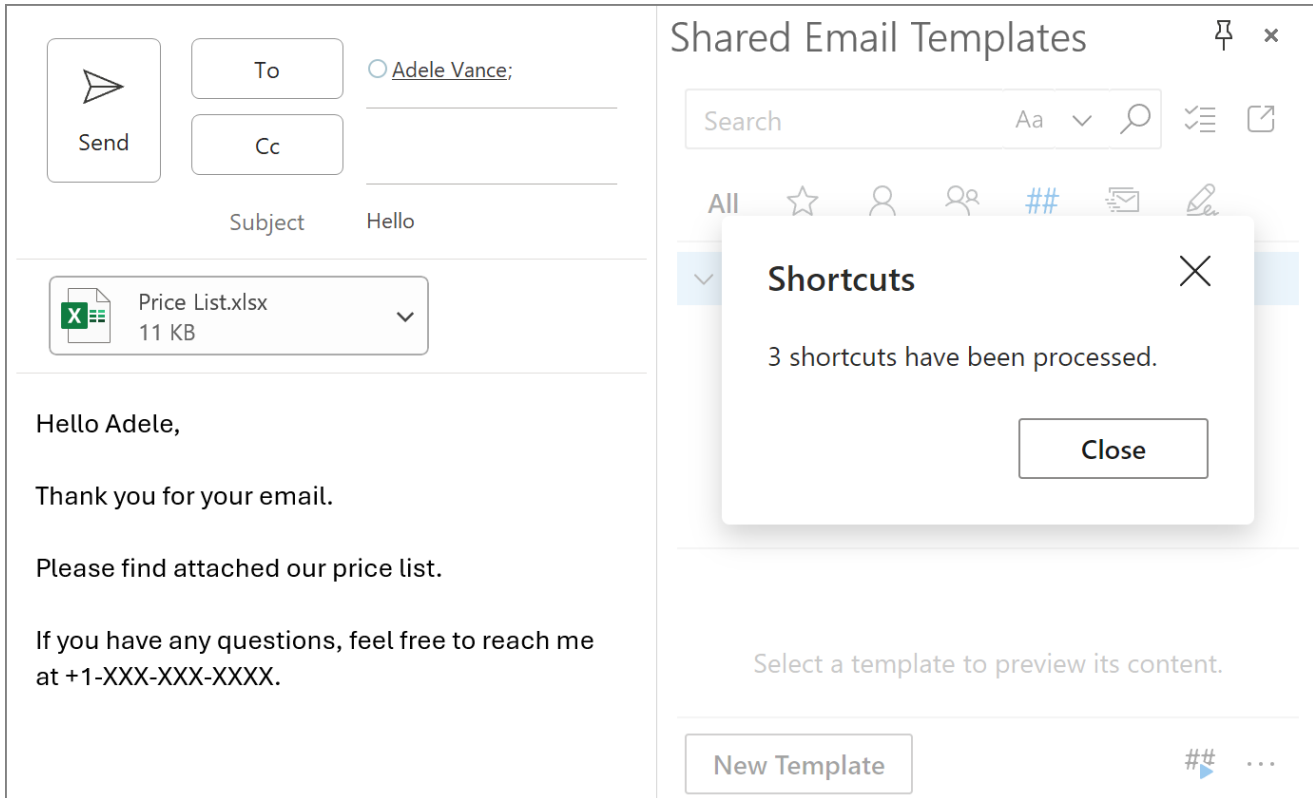 Send
To
Adele Vance;
Cc
Subject
Hello
Price List.xlsx
11 KB
Hello Adele,
Thank you for your email.
Please find attached our price list.
If you have any questions, feel free to reach me
at +1-XXX-XXX-XXXX.
Shared Email Templates
Search
Aa
All
##
Shortcuts
3 shortcuts have been processed.
Close
Select a template to preview its content.
New Template
##